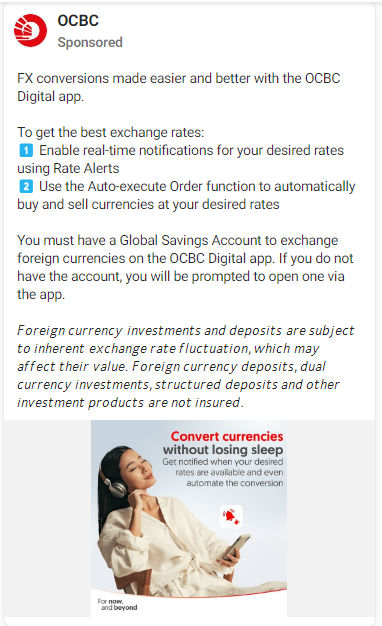 OCBC
Sponsored
FX conversions made easier and better with the OCBC
Digital app.
To get the best exchange rates:
1️⃣ Enable real-time notifications for your desired rates
using Rate Alerts
2️⃣ Use the Auto-execute Order function to automatically
buy and sell currencies at your desired rates
You must have a Global Savings Account to exchange
foreign currencies on the OCBC Digital app. If you do not
have the account, you will be prompted to open one via
the app.
Foreign currency investments and deposits are subject
to inherent exchange rate fluctuation, which may
affect their value. Foreign currency deposits, dual
currency investments, structured deposits and other
investment products are not insured.
Convert currencies
without losing sleep
Get notified when your desired
rates are available and even
automate the conversion
For now,
and beyond